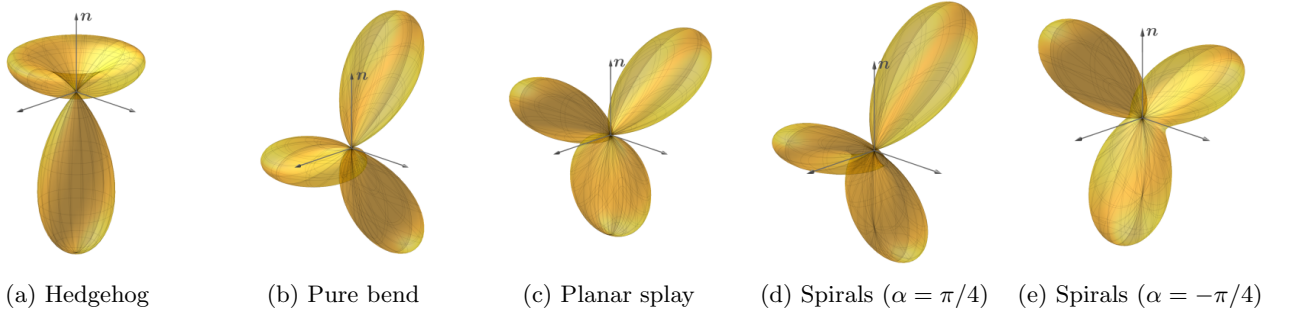 n
n
n
n
n
(a) Hedgehog
(b) Pure bend
(c) Planar splay
(d) Spirals (α = π/4)
(e) Spirals (α = −π/4)